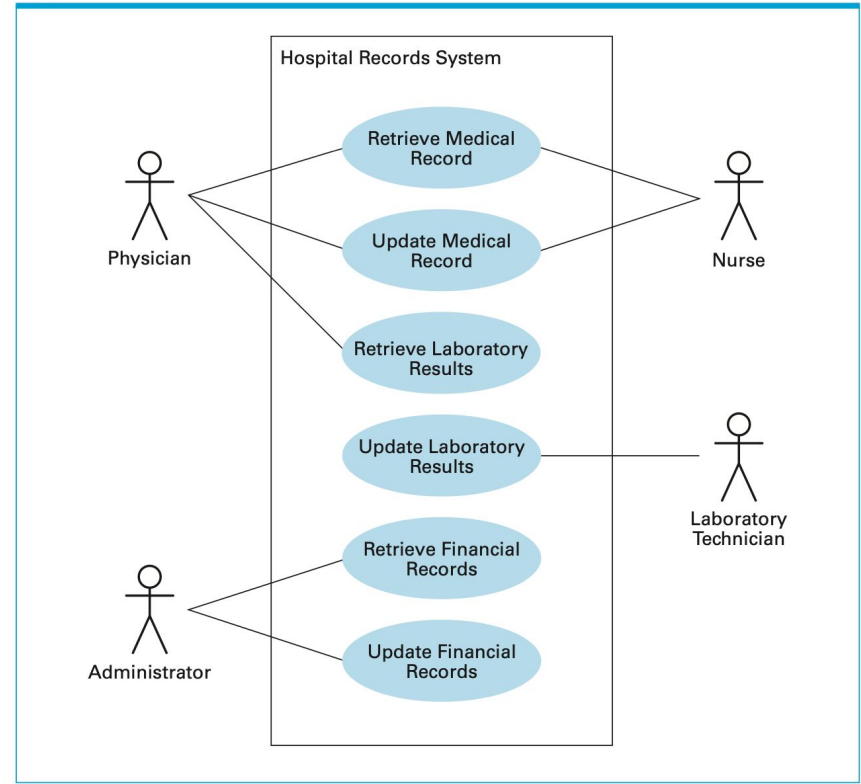 Hospital Records System
Retrieve Medical
Record
Physician
Update Medical
Record
Nurse
Retrieve Laboratory
Results
Update Laboratory
Results
Laboratory
Technician
Retrieve Financial
Records
Administrator
Update Financial
Records